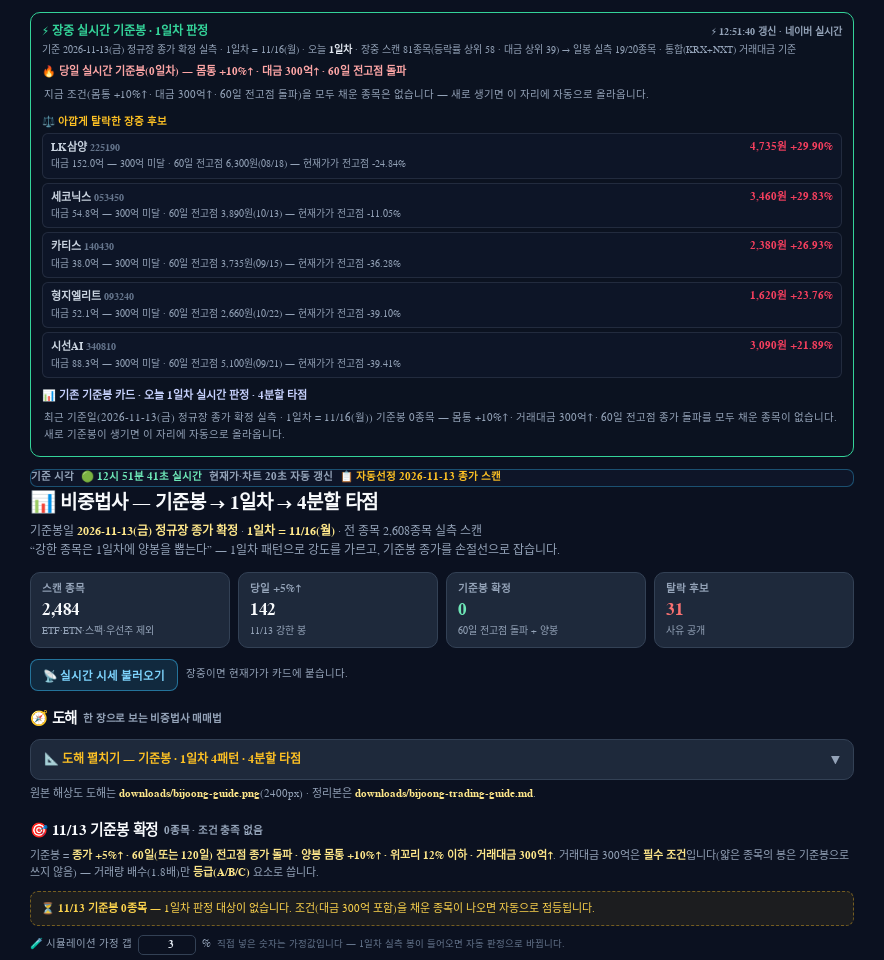 ⚡ 장중 실시간 기준봉 · 1일차 판정
⚡ 12:51:40 갱신 · 네이버 실시간
기준 2026-11-13(금) 정규장 종가 확정 실측 · 1일차 = 11/16(월) · 오늘 1일차 · 장중 스캔 81종목(등락률 상위 58 · 대금 상위 39) → 일봉 실측 19/20종목 · 통합(KRX+NXT) 거래대금 기준
🔥 당일 실시간 기준봉(0일차) — 몸통 +10%↑ · 대금 300억↑ · 60일 전고점 돌파
지금 조건(몸통 +10%↑ · 대금 300억↑ · 60일 전고점 돌파)을 모두 채운 종목은 없습니다 — 새로 생기면 이 자리에 자동으로 올라옵니다.
⚖️ 아깝게 탈락한 장중 후보
LK삼양 225190
4,735원 +29.90%
대금 152.0억 — 300억 미달 · 60일 전고점 6,300원(08/18) — 현재가가 전고점 -24.84%
세코닉스 053450
3,460원 +29.83%
대금 54.8억 — 300억 미달 · 60일 전고점 3,890원(10/13) — 현재가가 전고점 -11.05%
카티스 140430
2,380원 +26.93%
대금 38.0억 — 300억 미달 · 60일 전고점 3,735원(09/15) — 현재가가 전고점 -36.28%
형지엘리트 093240
1,620원 +23.76%
대금 52.1억 — 300억 미달 · 60일 전고점 2,660원(10/22) — 현재가가 전고점 -39.10%
시선AI 340810
3,090원 +21.89%
대금 88.3억 — 300억 미달 · 60일 전고점 5,100원(09/21) — 현재가가 전고점 -39.41%
📊 기존 기준봉 카드 · 오늘 1일차 실시간 판정 · 4분할 타점
최근 기준일(2026-11-13(금) 정규장 종가 확정 실측 · 1일차 = 11/16(월)) 기준봉 0종목 — 몸통 +10%↑ · 거래대금 300억↑ · 60일 전고점 종가 돌파를 모두 채운 종목이 없습니다.
새로 기준봉이 생기면 이 자리에 자동으로 올라옵니다.
기준 시각 🟢 12시 51분 41초 실시간 현재가·차트 20초 자동 갱신 📋 자동선정 2026-11-13 종가 스캔
📊 비중법사 — 기준봉 → 1일차 → 4분할 타점
기준봉일 2026-11-13(금) 정규장 종가 확정 · 1일차 = 11/16(월) · 전 종목 2,608종목 실측 스캔
“강한 종목은 1일차에 양봉을 뽑는다” — 1일차 패턴으로 강도를 가르고, 기준봉 종가를 손절선으로 잡습니다.
스캔 종목
2,484
ETF·ETN·스팩·우선주 제외
당일 +5%↑
142
11/13 강한 봉
기준봉 확정
0
60일 전고점 돌파 + 양봉
탈락 후보
31
사유 공개
📡 실시간 시세 불러오기
장중이면 현재가가 카드에 붙습니다.
🧭 도해 한 장으로 보는 비중법사 매매법
📐 도해 펼치기 — 기준봉 · 1일차 4패턴 · 4분할 타점
▼
원본 해상도 도해는 downloads/bijoong-guide.png(2400px) · 정리본은 downloads/bijoong-trading-guide.md.
🎯 11/13 기준봉 확정 0종목 · 조건 충족 없음
기준봉 = 종가 +5%↑ · 60일(또는 120일) 전고점 종가 돌파 · 양봉 몸통 +10%↑ · 위꼬리 12% 이하 · 거래대금 300억↑. 거래대금 300억은 필수 조건입니다(얇은 종목의 봉은 기준봉으로
쓰지 않음) — 거래량 배수(1.8배)만 등급(A/B/C) 요소로 씁니다.
⏳ 11/13 기준봉 0종목 — 1일차 판정 대상이 없습니다. 조건(대금 300억 포함)을 채운 종목이 나오면 자동으로 점등됩니다.
🧪 시뮬레이션 가정 갭 3 % 직접 넣은 숫자는 가정값입니다 — 1일차 실측 봉이 들어오면 자동 판정으로 바뀝니다.